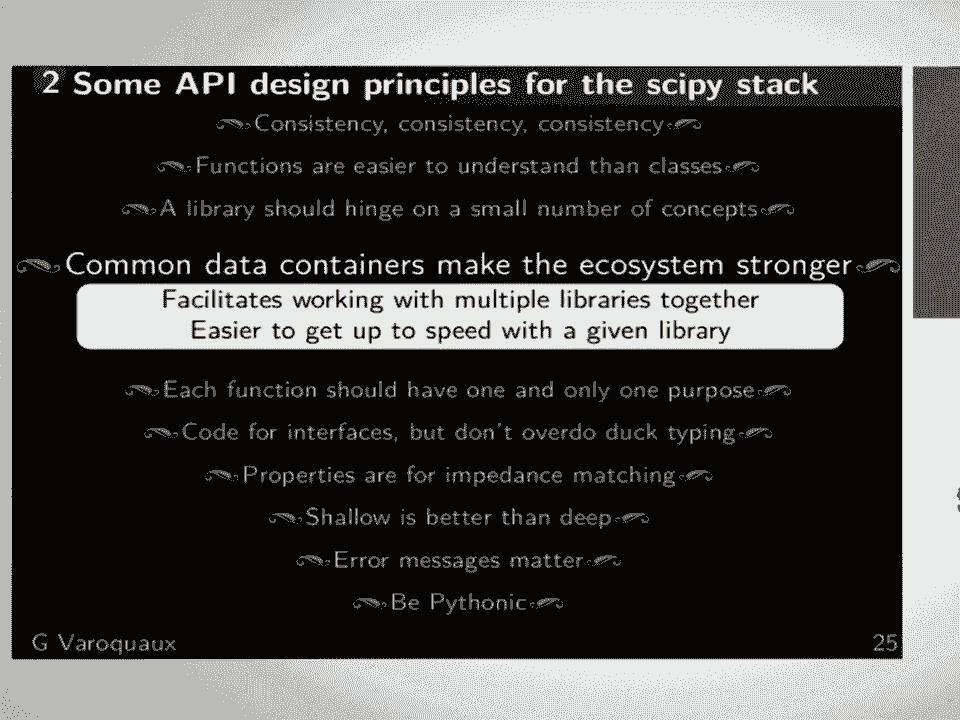 2 Some API design principles for the scipy stack
Consistency, consistency, consistency
Functions are easier to understand than classes
A library should hinge on a small number of concepts
Common data containers make the ecosystem stronger
Facilitates working with multiple libraries together
Easier to get up to speed with a given library
Each function should have one and only one purpose
Code for interfaces, but don't overdo duck typing
Properties are for impedance matching
Shallow is better than deep
Error messages matter
Be Pythonic
G Varoquaux
25